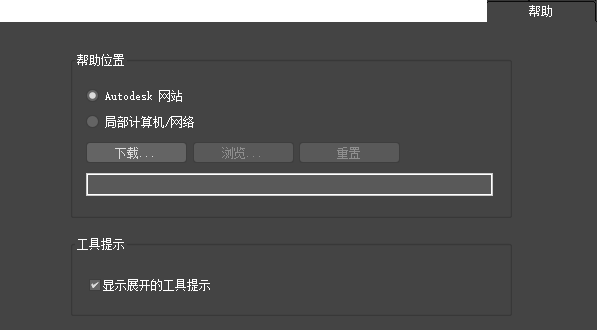 帮助
帮助位置
Autodesk 网站
局部计算机/网络
下载... 浏览... 重置
工具提示
显示展开的工具提示